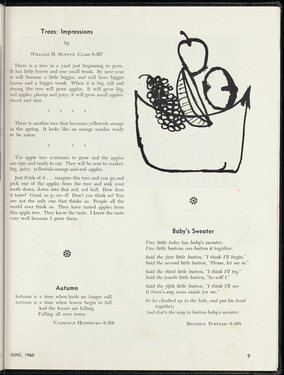 Trees: Impressions
by
William H. Bunten, Class 8-307
There is a tree in a yard just beginning to grow.
It has little leaves and one small trunk. By next year
it will become a little bigger, and will have bigger
leaves and a bigger trunk. When it is big, tall and
strong, the tree will grow apples. It will grow big,
red apples, plump and juicy, it will grow small apples,
sweet and nice.
* * * *
There is another tree that becomes yellowish orange
in the spring. It looks like an orange sundae ready
to be eaten.
* * * *
The apple tree continues to grow and the apples
are ripe and ready to eat. They will be sent to market,
big, juicy, yellowish-orange and red apples.
Just think of it . . . imagine this tree and you go and
pick one of the apples from the tree and sink your
teeth down, down into that red, red ball. How does
it taste? Good, so g-oo-d! Don't you think so? You
are not the only one that thinks so. People all the
world over think so. They have tasted apples from
this apple tree. They know the taste. I know the taste
very well because I grow them.
Autumn
Autumn is a time when birds no longer call.
Autumn is a time when leaves begin to fall.
And the leaves are falling,
Falling all over town.
8-308
Baby's Sweater
Five little holes has baby's sweater;
Five little buttons can button it together.
Said the first little button, "I think I'll begin."
Said the second little button, "Please, let me in."
Said the third little button, "I think I'll try."
Said the fourth little button, "So will I."
Said the fifth little button, "I think I'll see
If there's any room inside for me."
So he climbed up to the hole, and put his head
together;
And that's the way to button baby's sweater.
Beatrice 8-309
JUNE, 1960
9